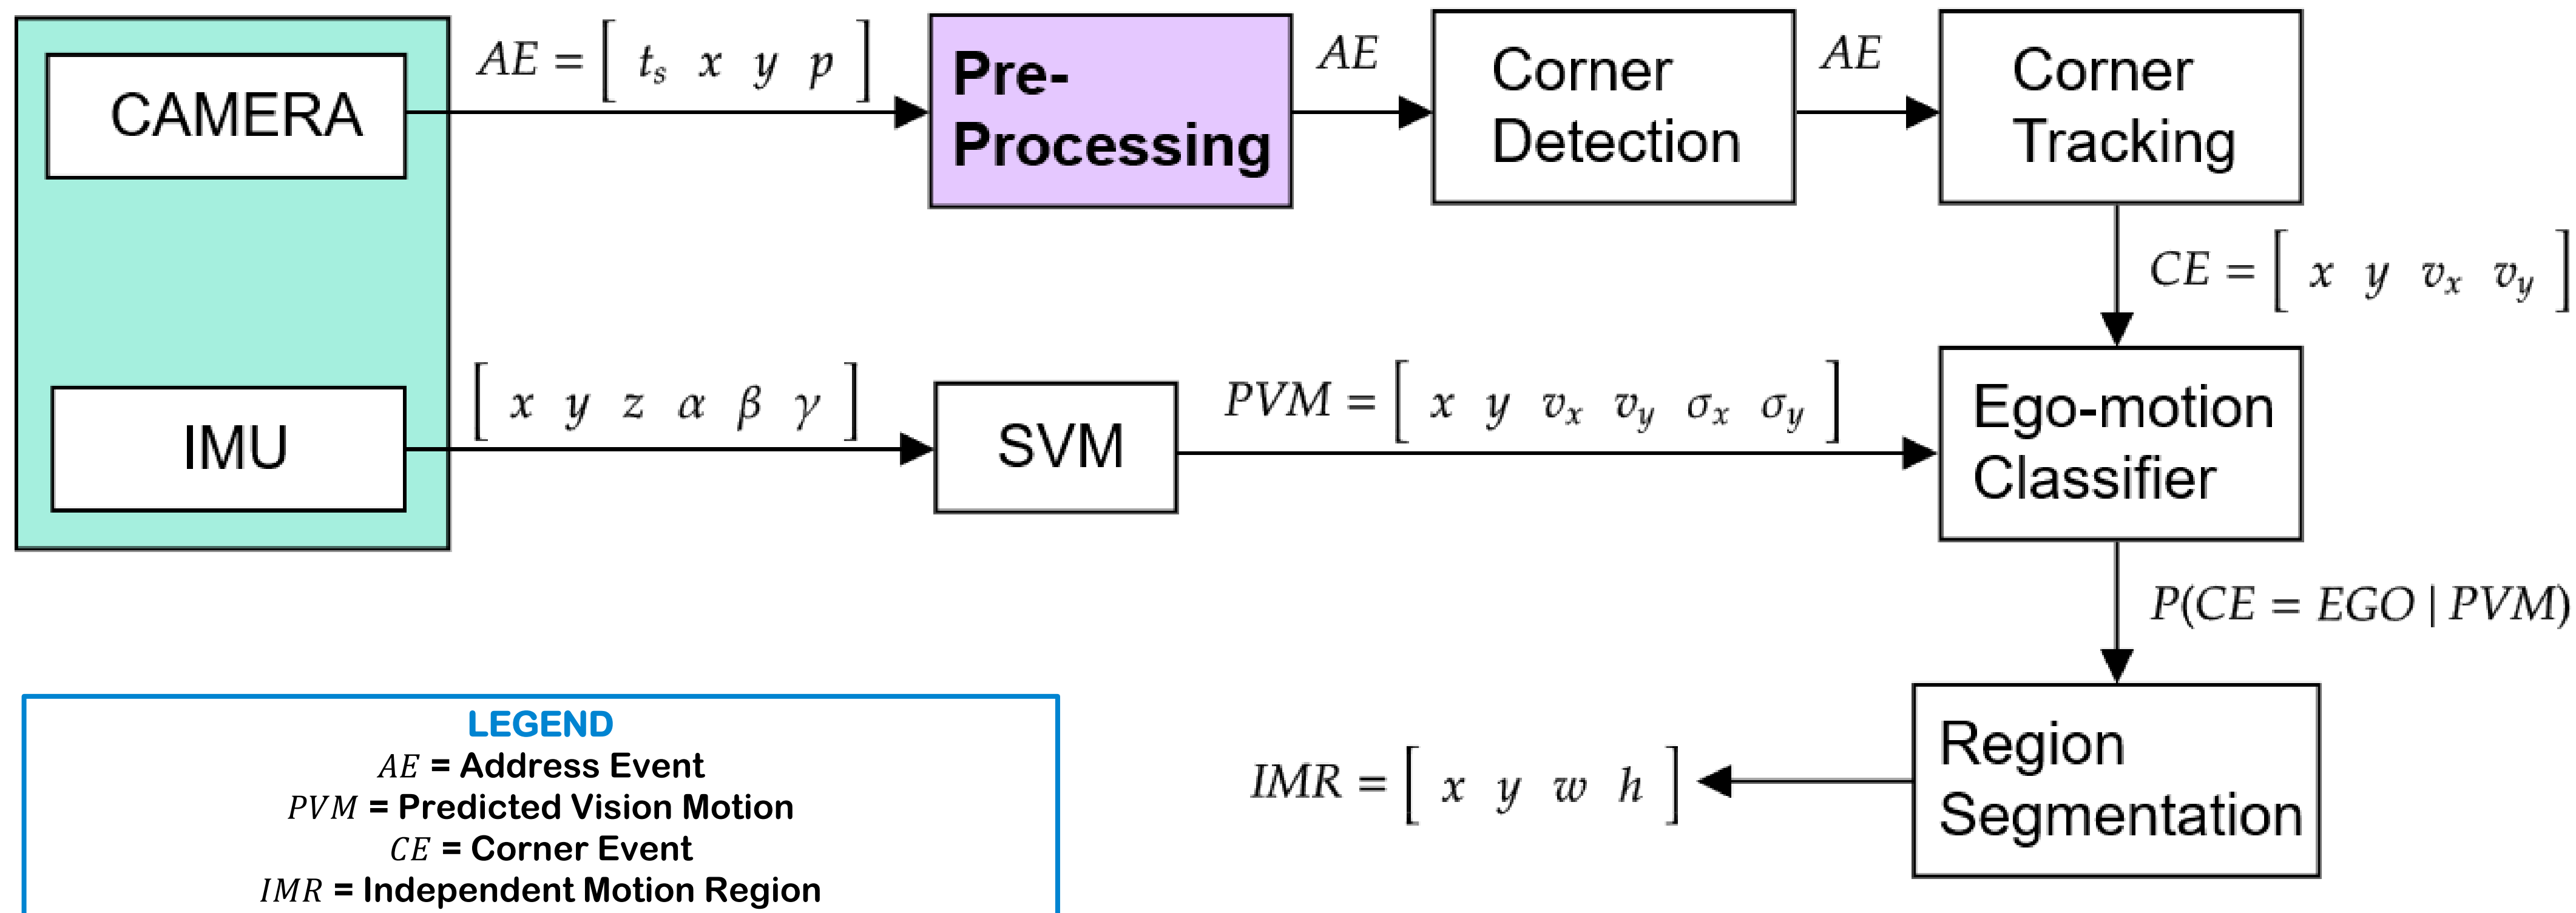 CAMERA
AE = [ t_s x y p ]
Pre-
Processing
AE
Corner
Detection
AE
Corner
Tracking
CE = [ x y v_x v_y ]
IMU
[ x y z α β γ ]
SVM
PVM = [ x y v_x v_y σ_x σ_y ]
Ego-motion
Classifier
P(CE = EGO | PVM)
Region
Segmentation
IMR = [ x y w h ]
LEGEND
AE = Address Event
PVM = Predicted Vision Motion
CE = Corner Event
IMR = Independent Motion Region